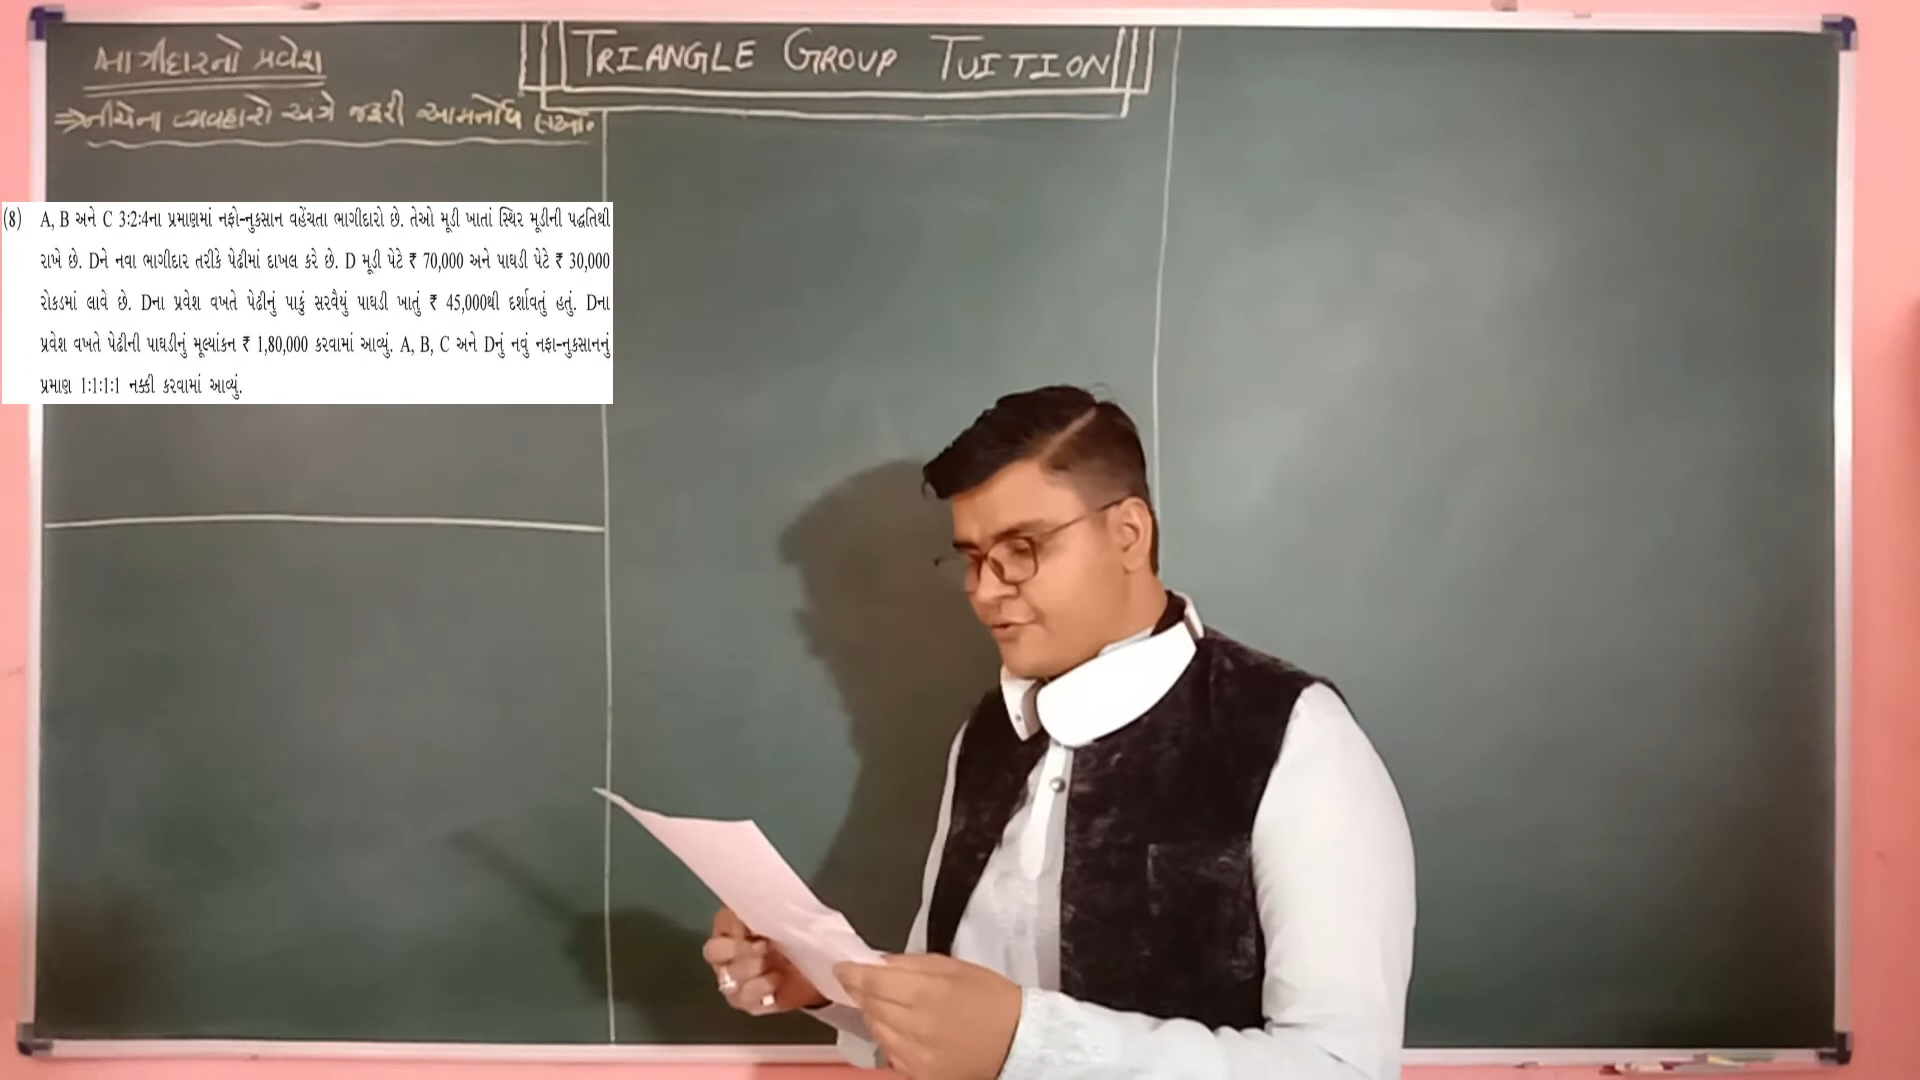 TRIANGLE GROUP TUITION
ભાગીદારનો પ્રવેશ
⇒ નીચેના વ્યવહારો અંગે જરૂરી આમનોંધ લખો.
(8) A, B અને C 3:2:4ના પ્રમાણમાં નફો-નુકસાન વહેંચતા ભાગીદારો છે. તેઓ મૂડી ખાતાં સ્થિર મૂડીની પદ્ધતિથી
રાખે છે. Dને નવા ભાગીદાર તરીકે પેઢીમાં દાખલ કરે છે. D મૂડી પેટે ₹ 70,000 અને પાઘડી પેટે ₹ 30,000
રોકડમાં લાવે છે. Dના પ્રવેશ વખતે પેઢીનું પાકું સરવૈયું પાઘડી ખાતું ₹ 45,000થી દર્શાવતું હતું. Dના
પ્રવેશ વખતે પેઢીની પાઘડીનું મૂલ્યાંકન ₹ 1,80,000 કરવામાં આવ્યું. A, B, C અને Dનું નવું નફા-નુકસાનનું
પ્રમાણ 1:1:1:1 નક્કી કરવામાં આવ્યું.